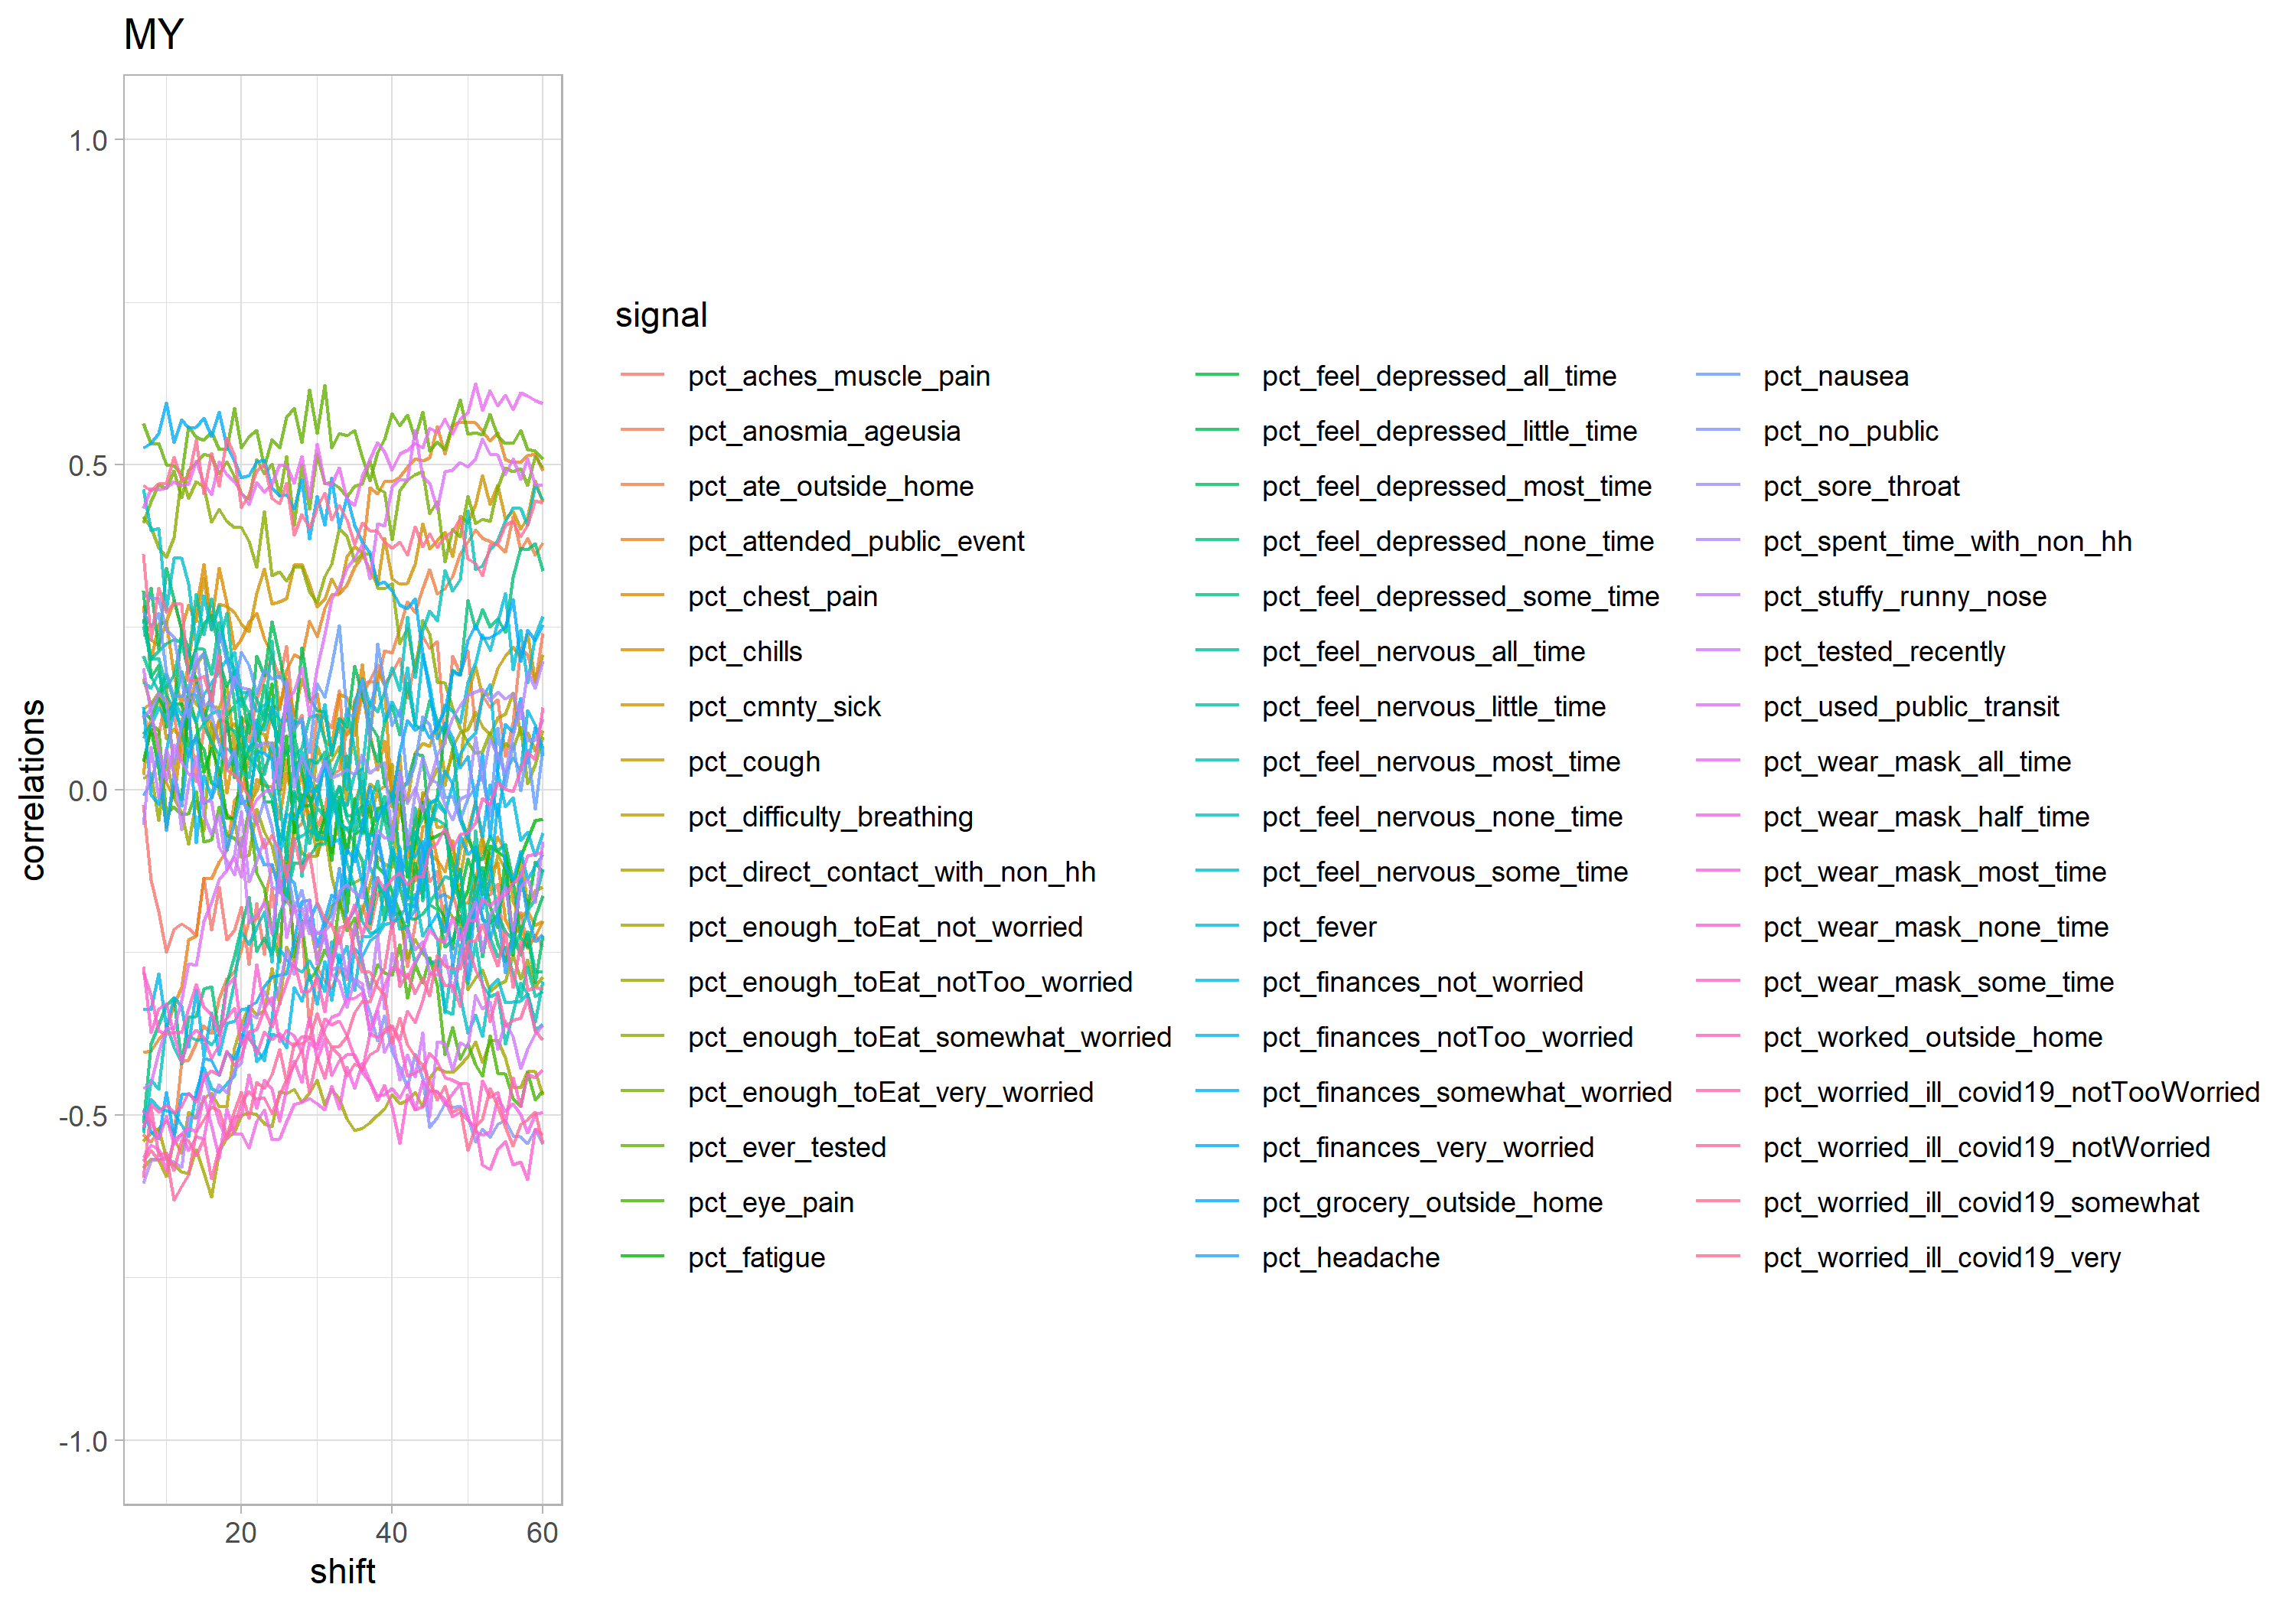 MY
1.0
0.5
0.0
-0.5
-1.0
correlations
20 40 60
shift
signal
pct_aches_muscle_pain
pct_anosmia_ageusia
pct_ate_outside_home
pct_attended_public_event
pct_chest_pain
pct_chills
pct_cmnty_sick
pct_cough
pct_difficulty_breathing
pct_direct_contact_with_non_hh
pct_enough_toEat_not_worried
pct_enough_toEat_notToo_worried
pct_enough_toEat_somewhat_worried
pct_enough_toEat_very_worried
pct_ever_tested
pct_eye_pain
pct_fatigue
pct_feel_depressed_all_time
pct_feel_depressed_little_time
pct_feel_depressed_most_time
pct_feel_depressed_none_time
pct_feel_depressed_some_time
pct_feel_nervous_all_time
pct_feel_nervous_little_time
pct_feel_nervous_most_time
pct_feel_nervous_none_time
pct_feel_nervous_some_time
pct_fever
pct_finances_not_worried
pct_finances_notToo_worried
pct_finances_somewhat_worried
pct_finances_very_worried
pct_grocery_outside_home
pct_headache
pct_nausea
pct_no_public
pct_sore_throat
pct_spent_time_with_non_hh
pct_stuffy_runny_nose
pct_tested_recently
pct_used_public_transit
pct_wear_mask_all_time
pct_wear_mask_half_time
pct_wear_mask_most_time
pct_wear_mask_none_time
pct_wear_mask_some_time
pct_worked_outside_home
pct_worried_ill_covid19_notTooWorried
pct_worried_ill_covid19_notWorried
pct_worried_ill_covid19_somewhat
pct_worried_ill_covid19_very